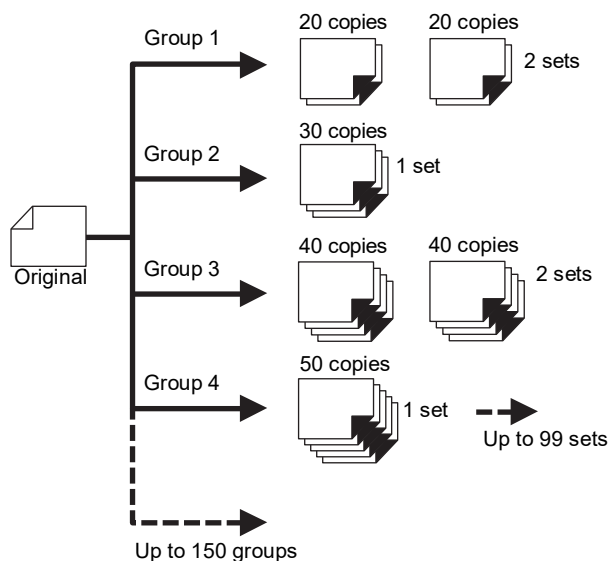 Group 1
20 copies
20 copies
2 sets
Group 2
30 copies
1 set
Original
Group 3
40 copies
40 copies
2 sets
Group 4
50 copies
1 set
Up to 99 sets
Up to 150 groups